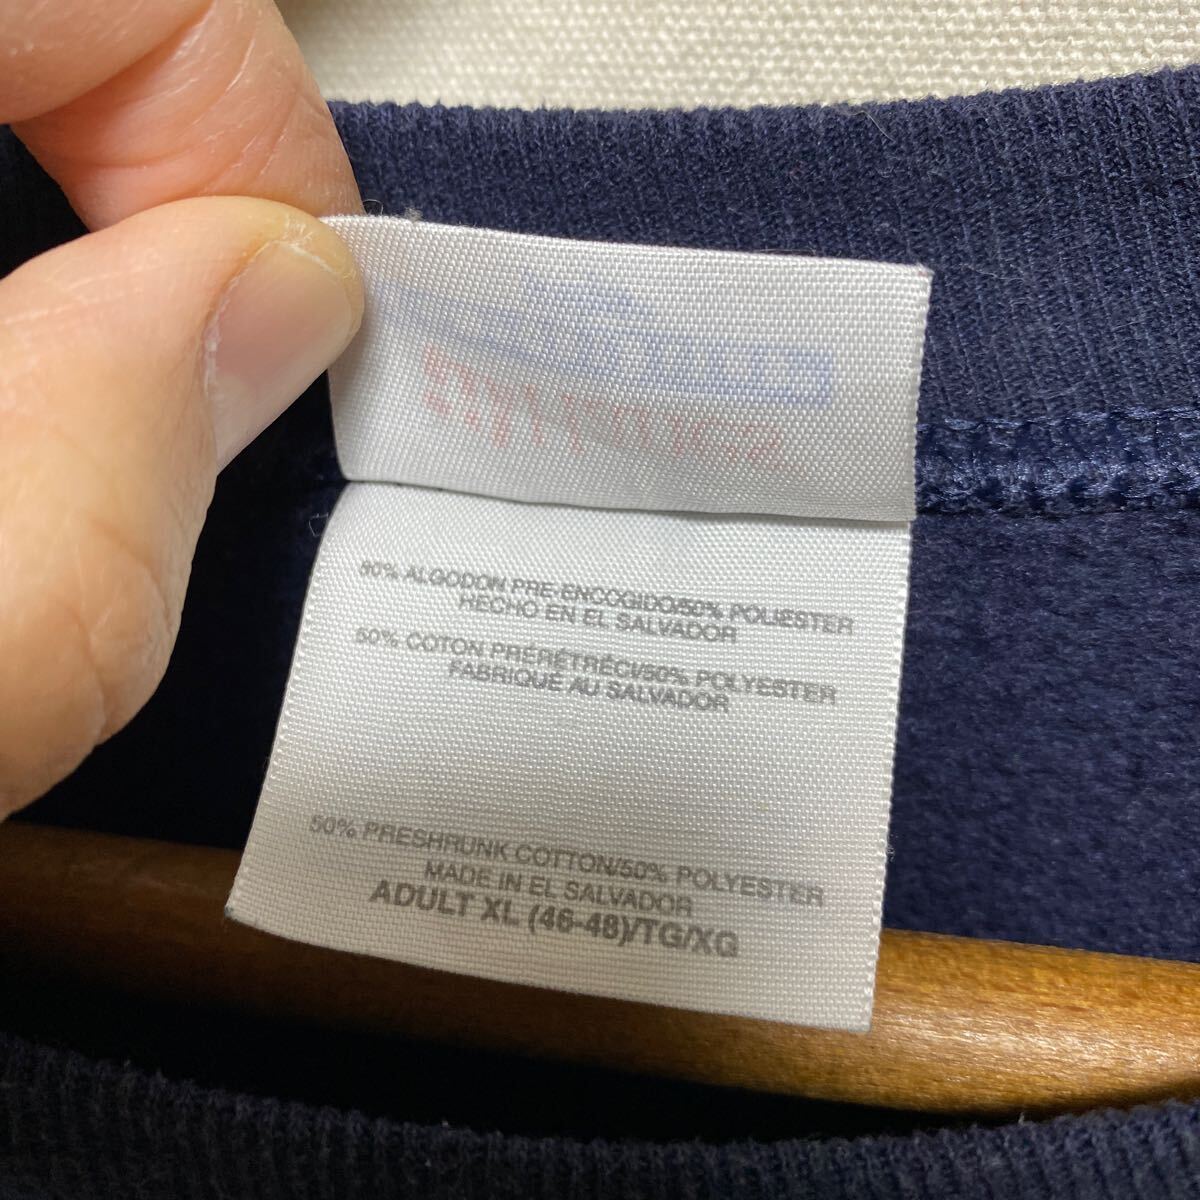 50% ALGODON PRE-ENCOGIDO/50% POLIESTER
HECHO EN EL SALVADOR
50% COTON PRÉRÉTRÉCI/50% POLYESTER
FABRIQUE AU SALVADOR
50% PRESHRUNK COTTON/50% POLYESTER
MADE IN EL SALVADOR
ADULT XL (46-48)/TG/XG